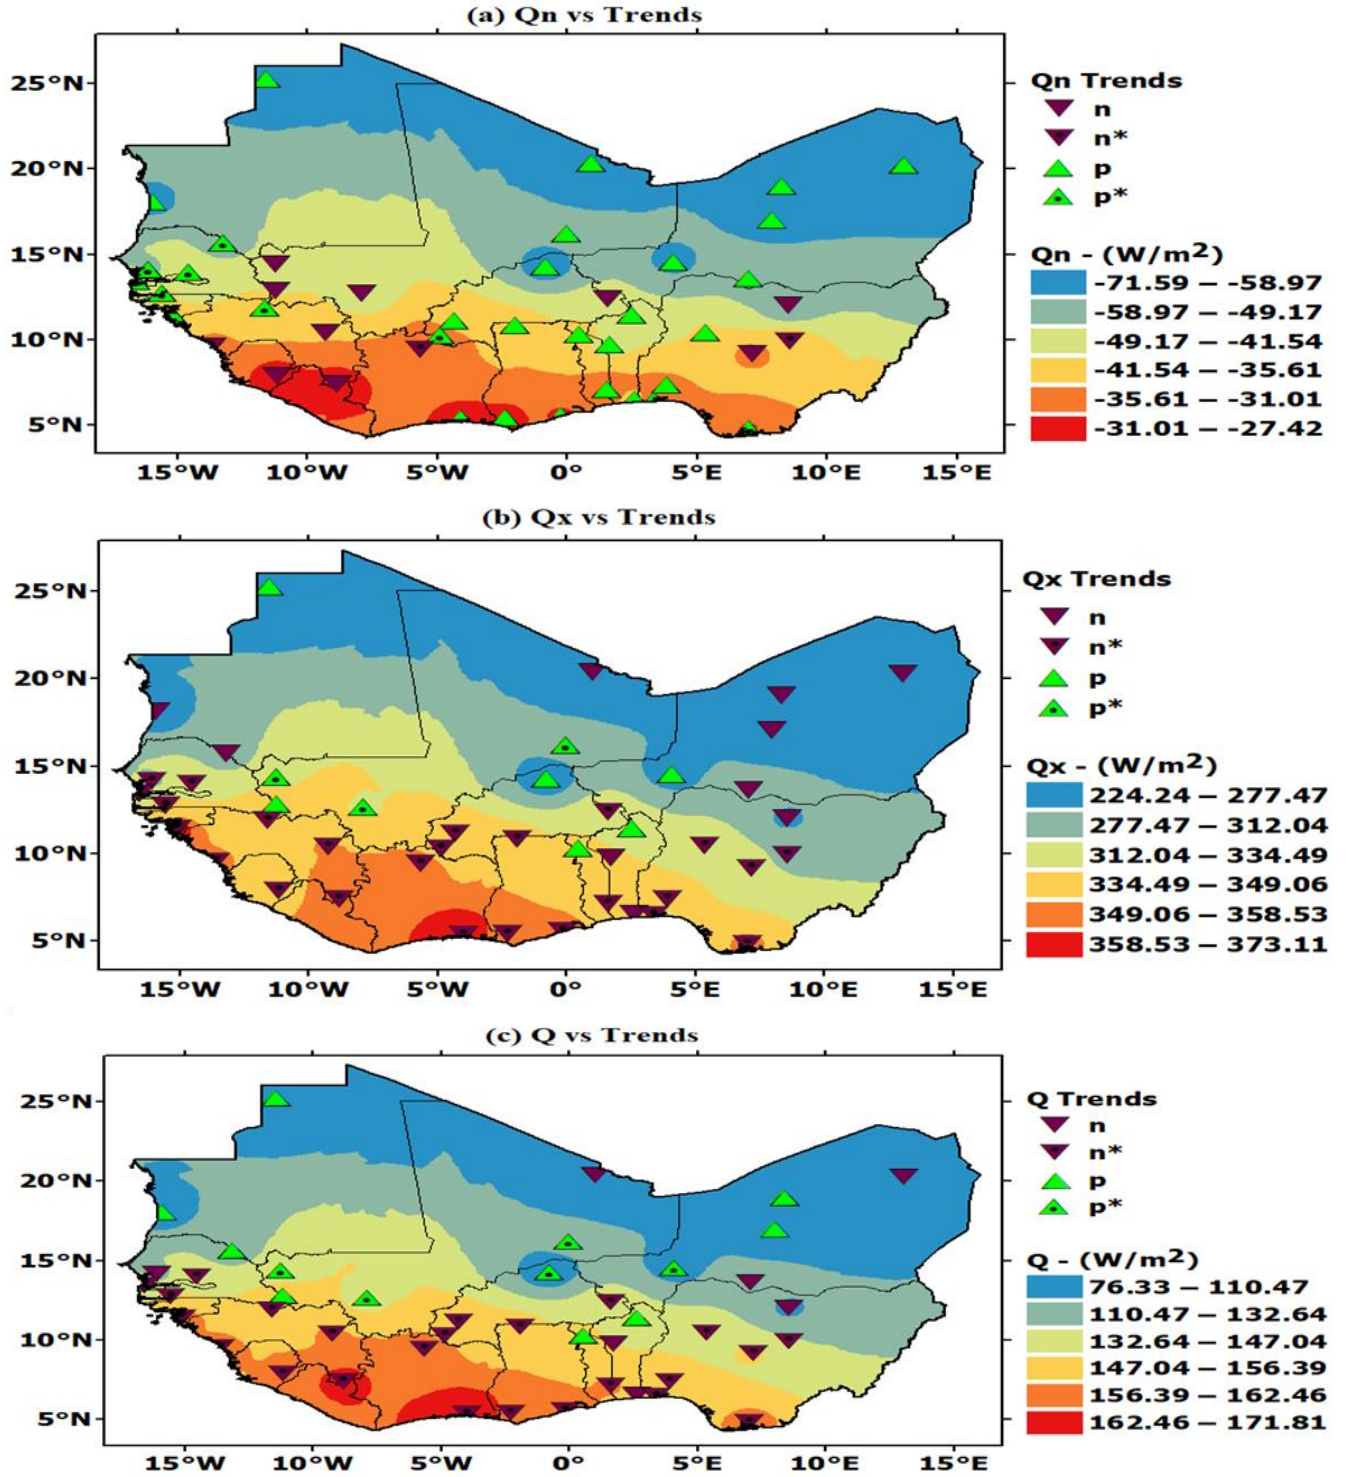 (a) Qn vs Trends
25°N
20°N
15°N
10°N
5°N
15°W 10°W 5°W 0° 5°E 10°E 15°E
Qn Trends
n
n*
p
p*
Qn - (W/m²)
-71.59 – -58.97
-58.97 – -49.17
-49.17 – -41.54
-41.54 – -35.61
-35.61 – -31.01
-31.01 – -27.42
(b) Qx vs Trends
25°N
20°N
15°N
10°N
5°N
15°W 10°W 5°W 0° 5°E 10°E 15°E
Qx Trends
n
n*
p
p*
Qx - (W/m²)
224.24 – 277.47
277.47 – 312.04
312.04 – 334.49
334.49 – 349.06
349.06 – 358.53
358.53 – 373.11
(c) Q vs Trends
25°N
20°N
15°N
10°N
5°N
15°W 10°W 5°W 0° 5°E 10°E 15°E
Q Trends
n
n*
p
p*
Q - (W/m²)
76.33 – 110.47
110.47 – 132.64
132.64 – 147.04
147.04 – 156.39
156.39 – 162.46
162.46 – 171.81